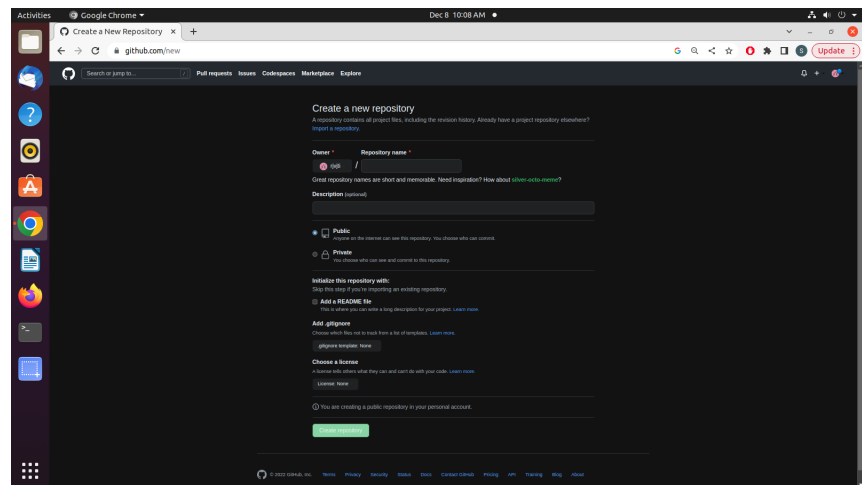 Activities Google Chrome Dec 8 10:08 AM
Create a New Repository
github.com/new Update
Search or jump to... / Pull requests Issues Codespaces Marketplace Explore
Create a new repository
A repository contains all project files, including the revision history. Already have a project repository elsewhere?
Import a repository.
Owner * Repository name *
/
Great repository names are short and memorable. Need inspiration? How about silver-octo-meme?
Description (optional)
Public
Anyone on the internet can see this repository. You choose who can commit.
Private
You choose who can see and commit to this repository.
Initialize this repository with:
Skip this step if you're importing an existing repository.
Add a README file
This is where you can write a long description for your project. Learn more.
Add .gitignore
Choose which files not to track from a list of templates. Learn more.
.gitignore template: None
Choose a license
A license tells others what they can and can't do with your code. Learn more.
License: None
You are creating a public repository in your personal account.
Create repository
Terms Privacy Security Status Docs Contact GitHub Pricing API Training Blog About